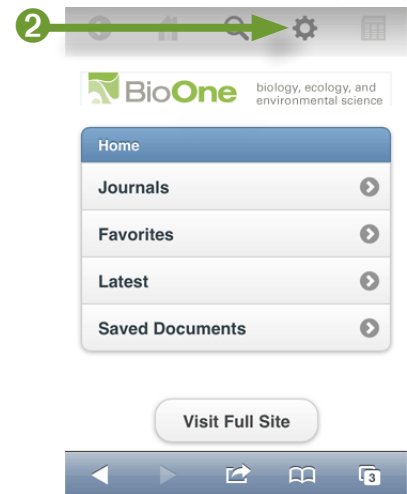 2
BioOne
biology, ecology, and
environmental science
Home
Journals
Favorites
Latest
Saved Documents
Visit Full Site
3